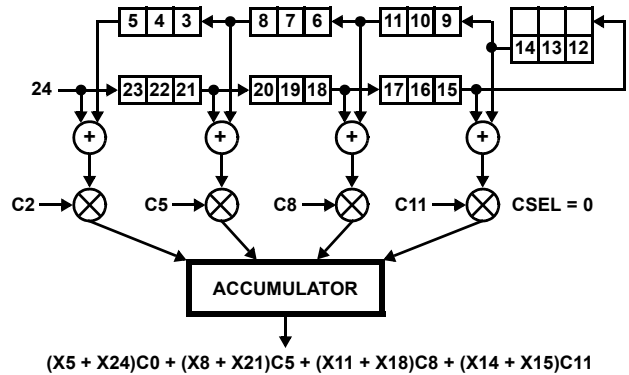 5 4 3 8 7 6 11 10 9
14 13 12
24 23 22 21 20 19 18 17 16 15
+ + + +
C2 C5 C8 C11 CSEL = 0
ACCUMULATOR
(X5 + X24)C0 + (X8 + X21)C5 + (X11 + X18)C8 + (X14 + X15)C11